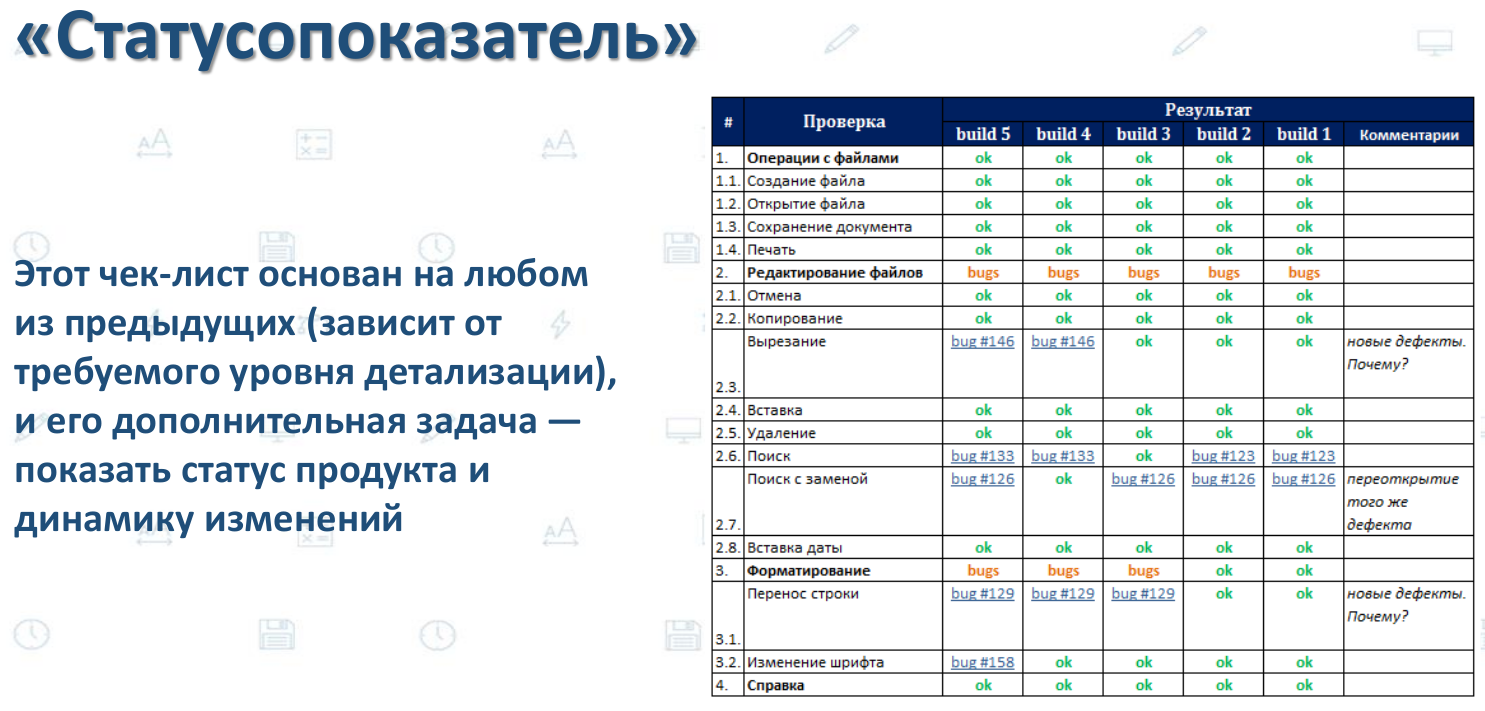 «Статусопоказатель»
Этот чек-лист основан на любом
из предыдущих (зависит от
требуемого уровня детализации),
и его дополнительная задача —
показать статус продукта и
динамику изменений
# Проверка Результат
build 5 build 4 build 3 build 2 build 1 Комментарии
1. Операции с файлами ok ok ok ok ok
1.1. Создание файла ok ok ok ok ok
1.2. Открытие файла ok ok ok ok ok
1.3. Сохранение документа ok ok ok ok ok
1.4. Печать ok ok ok ok ok
2. Редактирование файлов bugs bugs bugs bugs bugs
2.1. Отмена ok ok ok ok ok
2.2. Копирование ok ok ok ok ok
Вырезание bug #146 bug #146 ok ok ok новые дефекты.
Почему?
2.3.
2.4. Вставка ok ok ok ok ok
2.5. Удаление ok ok ok ok ok
2.6. Поиск bug #133 bug #133 ok bug #123 bug #123
Поиск с заменой bug #126 ok bug #126 bug #126 bug #126 переоткрытие
того же
2.7. дефекта
2.8. Вставка даты ok ok ok ok ok
3. Форматирование bugs bugs bugs ok ok
Перенос строки bug #129 bug #129 bug #129 ok ok новые дефекты.
Почему?
3.1.
3.2. Изменение шрифта bug #158 ok ok ok ok
4. Справка ok ok ok ok ok